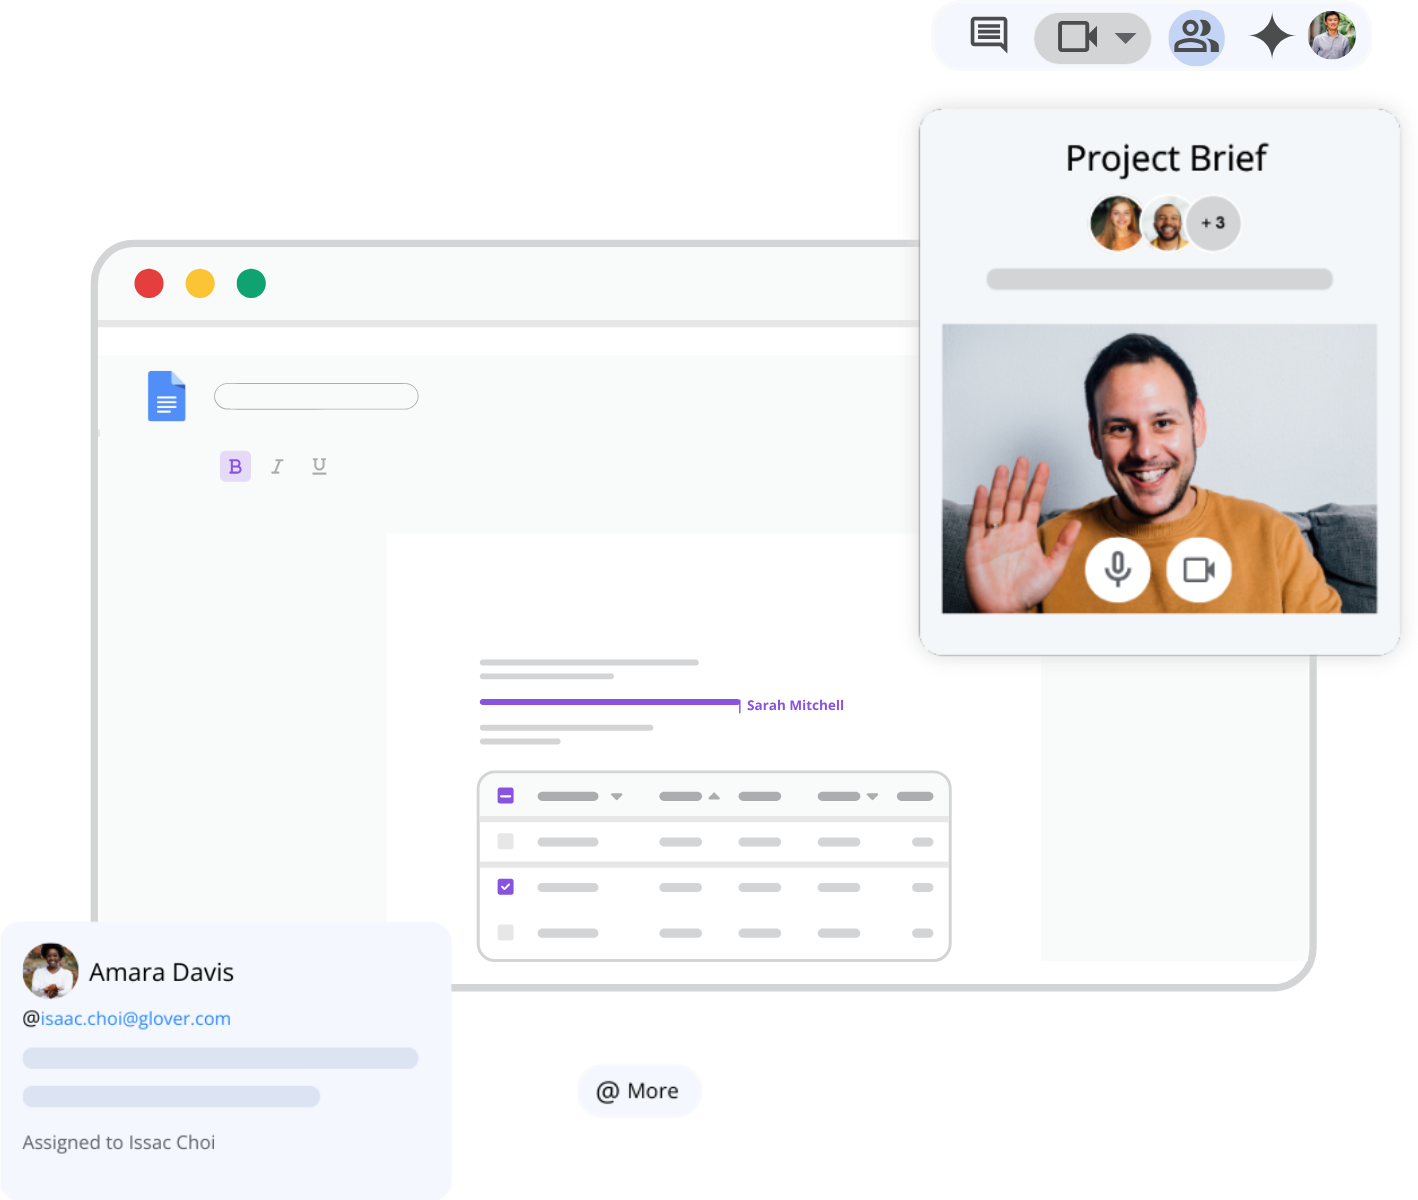 Project Brief
+ 3
B I U
Sarah Mitchell
Amara Davis
@isaac.choi@glover.com
Assigned to Issac Choi
@ More